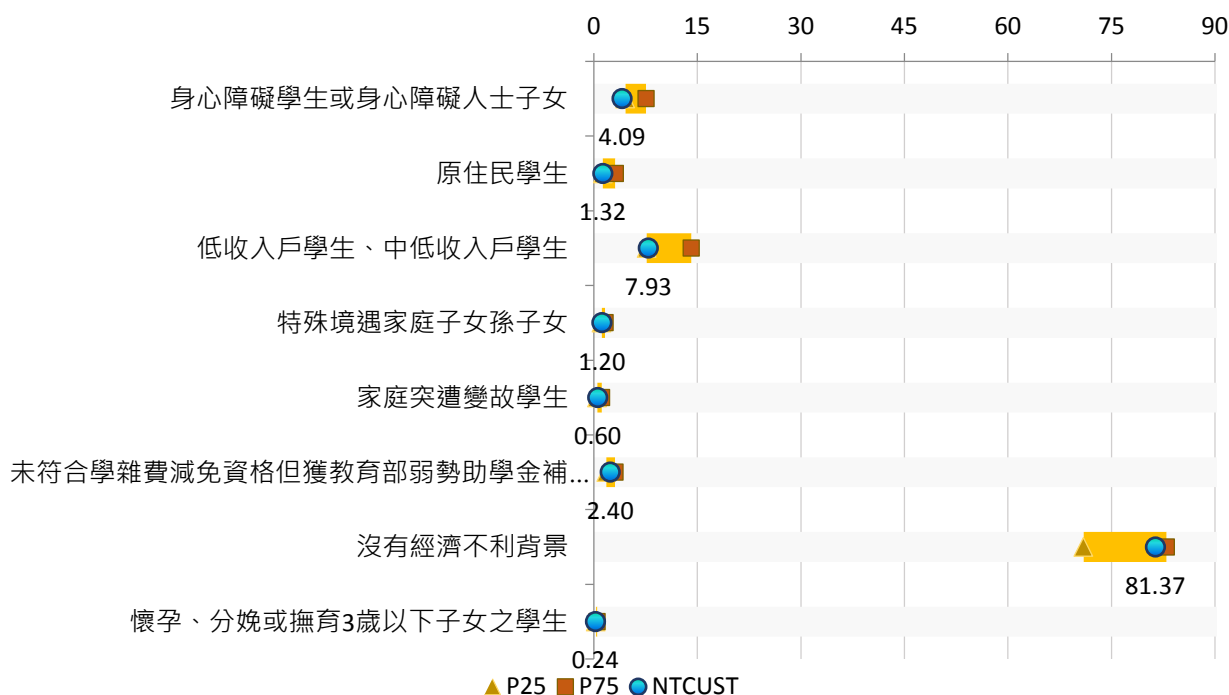 0 15 30 45 60 75 90
身心障礙學生或身心障礙人士子女
4.09
原住民學生
1.32
低收入戶學生、中低收入戶學生
7.93
特殊境遇家庭子女孫子女
1.20
家庭突遭變故學生
0.60
未符合學雜費減免資格但獲教育部弱勢助學金補...
2.40
沒有經濟不利背景
81.37
懷孕、分娩或撫育3歲以下子女之學生
0.24
P25 P75 NTCUST